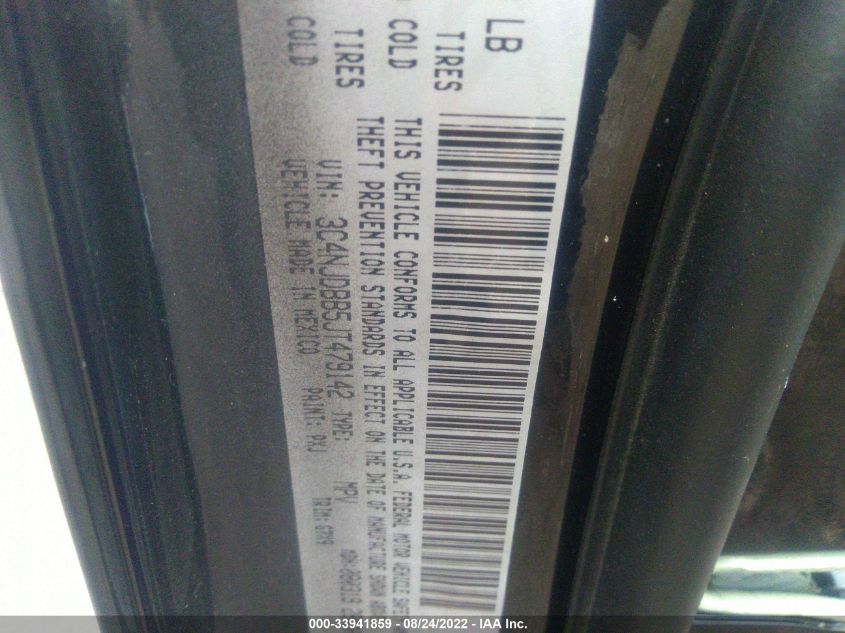 LB
TIRES
COLD
TIRES
COLD
THIS VEHICLE CONFORMS TO ALL APPLICABLE U.S.A. FEDERAL MOTOR VEHICLE
THEFT PREVENTION STANDARDS IN EFFECT ON THE DATE OF MANUFACTURE SHOWN
VIN: 3C4NJDBB5JT479142 TYPE: MPV
VEHICLE MADE IN MEXICO PAINT: PXJ TRIM:
000-33941859 - 08/24/2022 - IAA Inc.